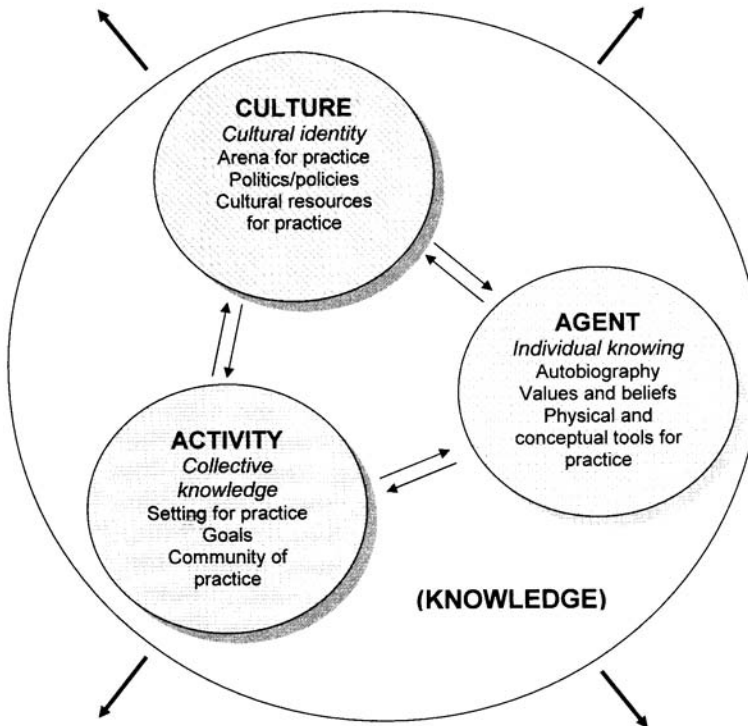 CULTURE
Cultural identity
Arena for practice
Politics/policies
Cultural resources
for practice
AGENT
Individual knowing
Autobiography
Values and beliefs
Physical and
conceptual tools for
practice
ACTIVITY
Collective
knowledge
Setting for practice
Goals
Community of
practice
(KNOWLEDGE)